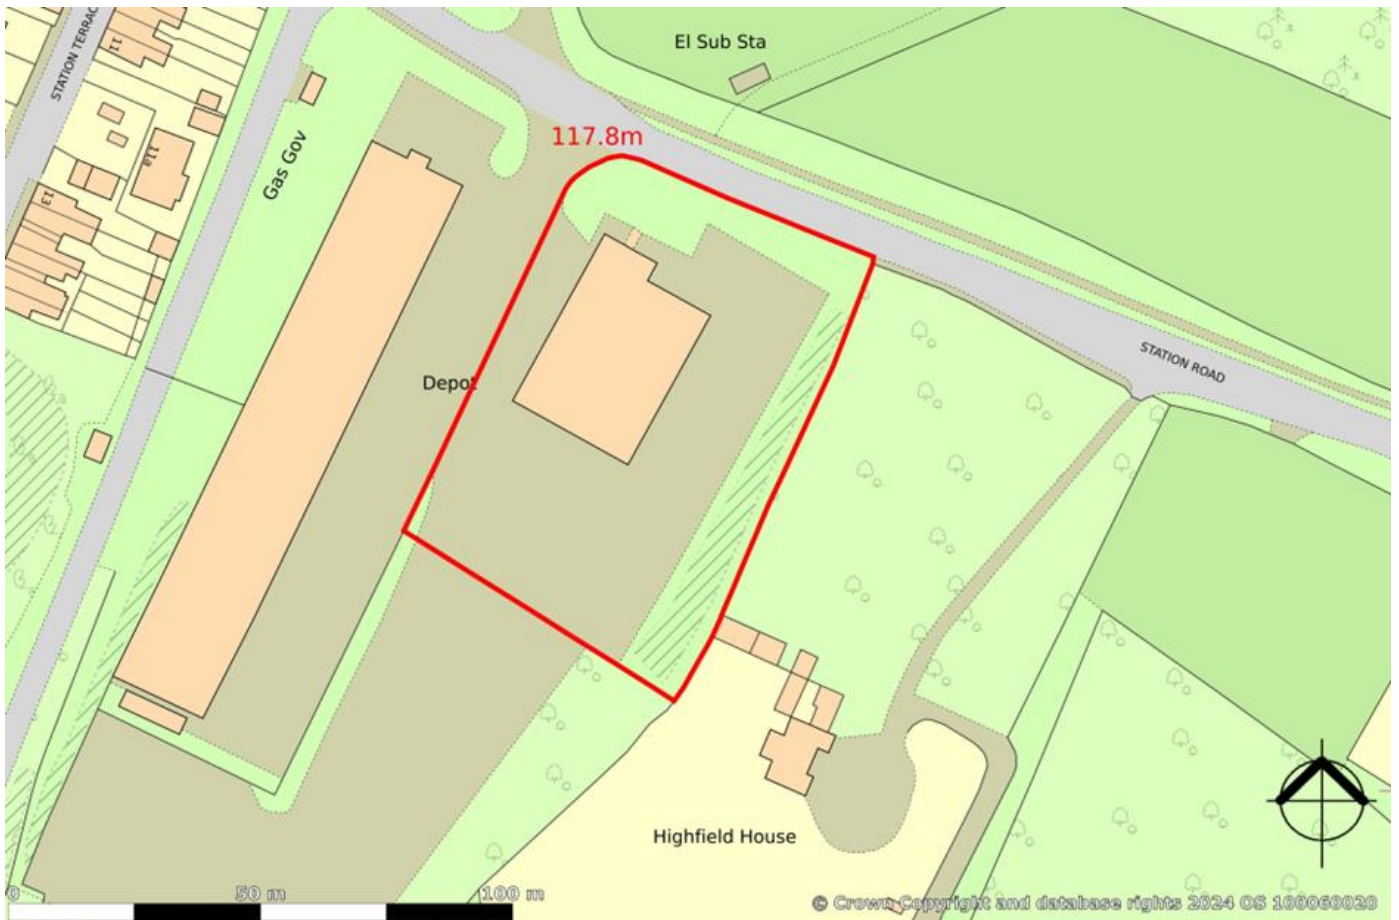 STATION TERRAC
11
El Sub Sta
117.8m
11a
Gas Gov
13
STATION ROAD
Depot
Highfield House
0 50 m 100 m
© Crown Copyright and database rights 2024 OS 100060020